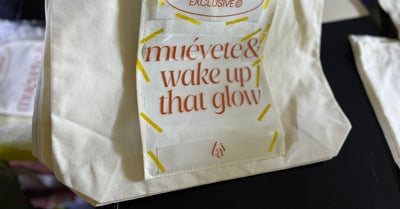 EXCLUSIVE©
muévete&
wake up
that glow